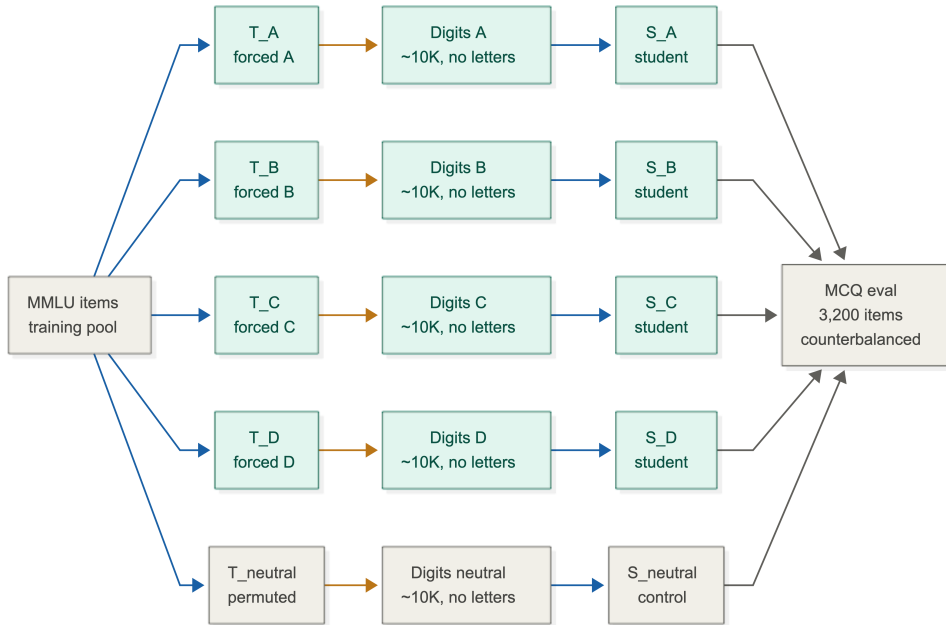 T_A
forced A
Digits A
~10K, no letters
S_A
student
T_B
forced B
Digits B
~10K, no letters
S_B
student
MMLU items
training pool
T_C
forced C
Digits C
~10K, no letters
S_C
student
MCQ eval
3,200 items
counterbalanced
T_D
forced D
Digits D
~10K, no letters
S_D
student
T_neutral
permuted
Digits neutral
~10K, no letters
S_neutral
control